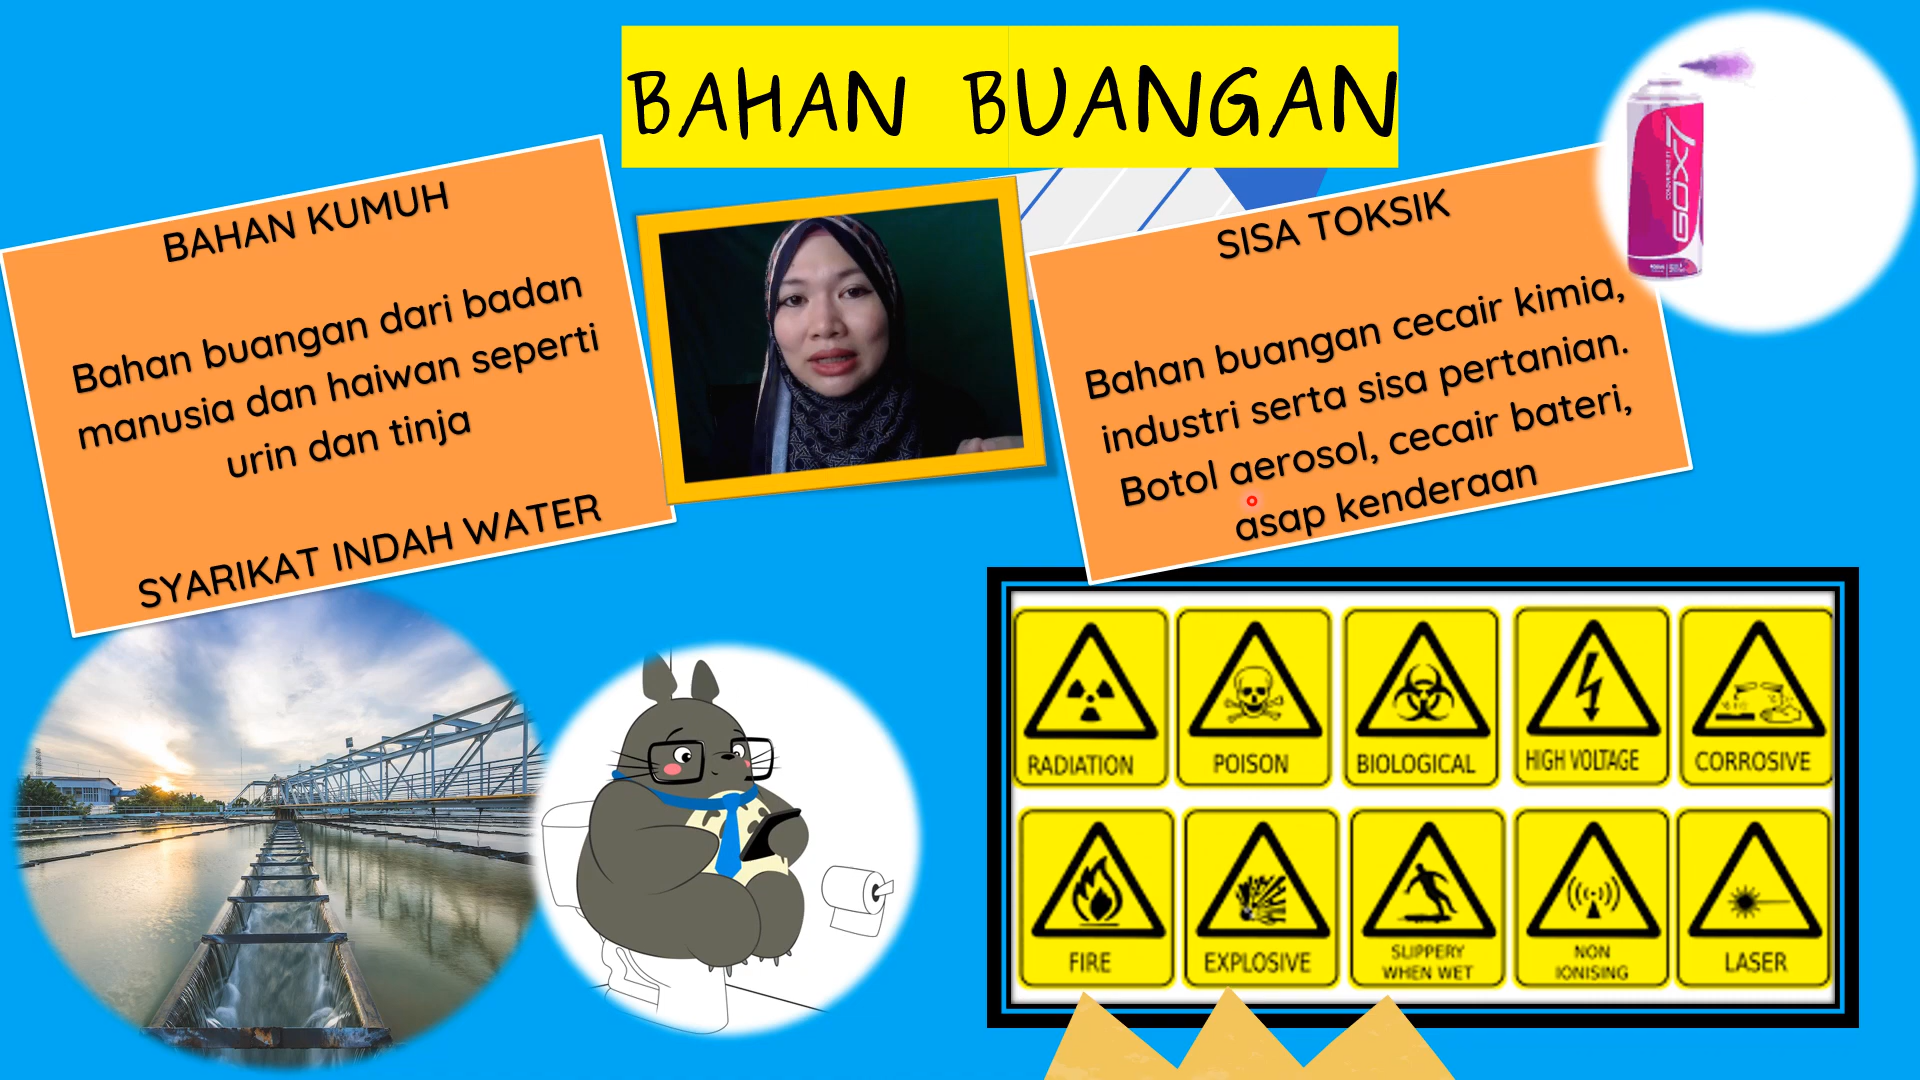 BAHAN BUANGAN
BAHAN KUMUH
Bahan buangan dari badan
manusia dan haiwan seperti
urin dan tinja
SYARIKAT INDAH WATER
SISA TOKSIK
Bahan buangan cecair kimia,
industri serta sisa pertanian.
Botol aerosol, cecair bateri,
asap kenderaan
GOX7
RADIATION
POISON
BIOLOGICAL
HIGH VOLTAGE
CORROSIVE
FIRE
EXPLOSIVE
SLIPPERY
WHEN WET
NON
IONISING
LASER